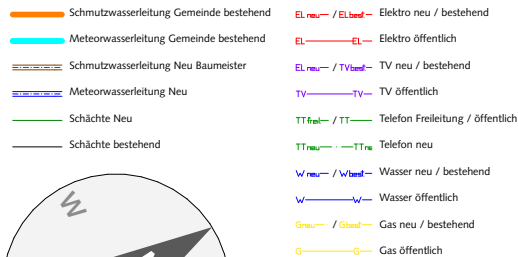 Schmutzwasserleitung Gemeinde bestehend
Meteorwasserleitung Gemeinde bestehend
Schmutzwasserleitung Neu Baumeister
Meteorwasserleitung Neu
Schächte Neu
Schächte bestehend
W
EL neu / EL best Elektro neu / bestehend
EL EL Elektro öffentlich
EL neu / TV best TV neu / bestehend
TV TV TV öffentlich
TT freil / TT Telefon Freileitung / öffentlich
TT neu TT ne Telefon neu
W neu / W best Wasser neu / bestehend
W W Wasser öffentlich
G neu / G best Gas neu / bestehend
G G Gas öffentlich